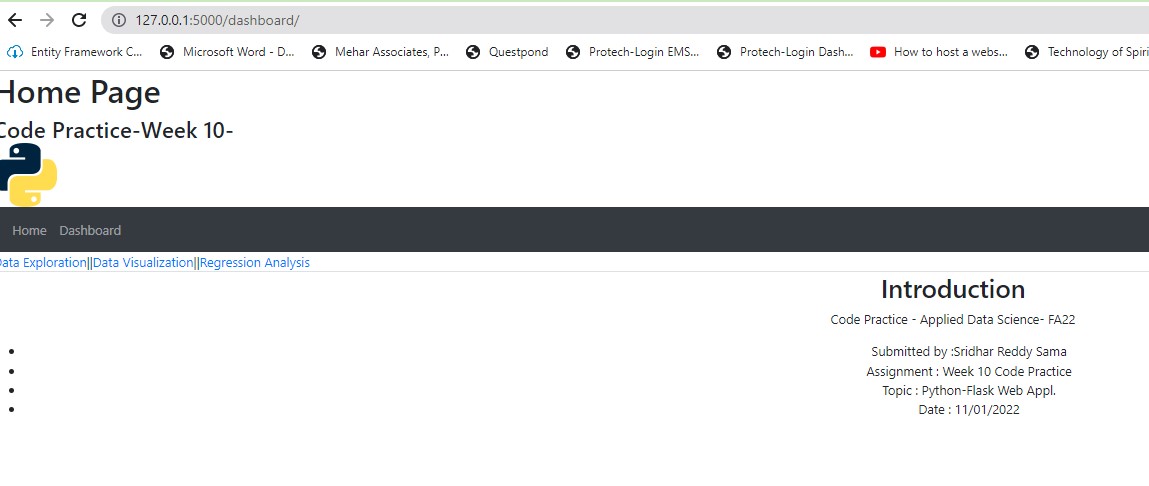 127.0.0.1:5000/dashboard/
Entity Framework C... Microsoft Word - D... Mehar Associates, P... Questpond Protech-Login EMS... Protech-Login Dash... How to host a webs... Technology of Spiri
Home Page
Code Practice-Week 10-
Home Dashboard
Data Exploration||Data Visualization||Regression Analysis
Introduction
Code Practice - Applied Data Science- FA22
Submitted by :Sridhar Reddy Sama
Assignment : Week 10 Code Practice
Topic : Python-Flask Web Appl.
Date : 11/01/2022